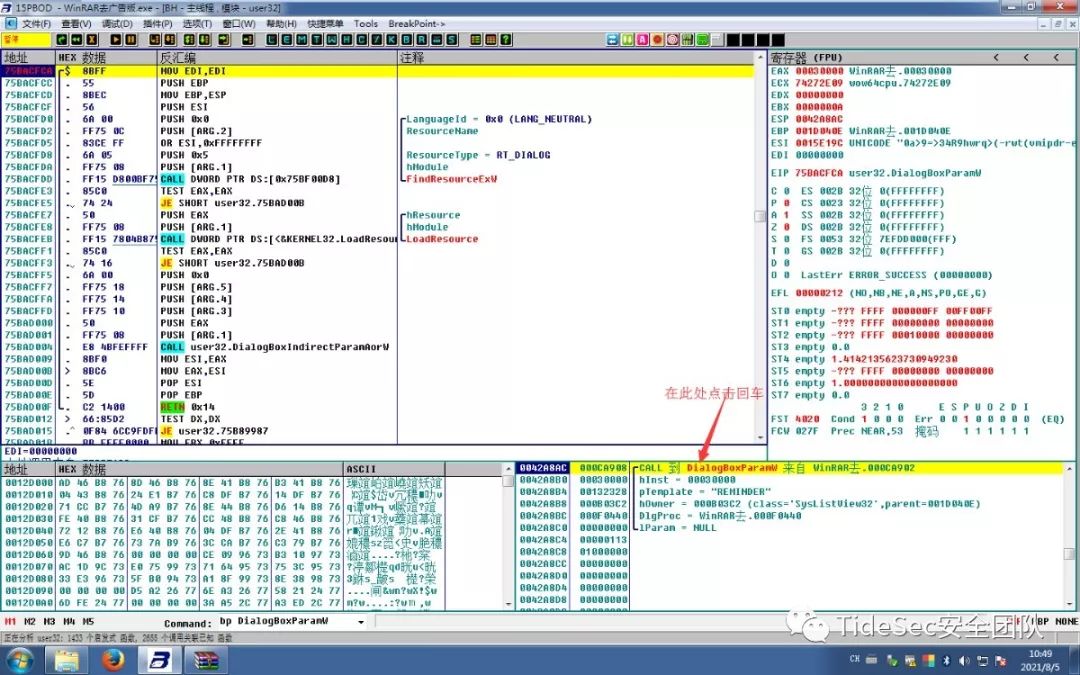 15PBOD - WinRAR去广告版.exe - [BH - 主线程, 模块 - user32]
文件(F) 查看(V) 调试(D) 插件(P) 选项(T) 窗口(W) 帮助(H) 快捷菜单 Tools BreakPoint->
暂停
地址 HEX 数据 反汇编 注释
75BACFCA $ 8BFF MOV EDI,EDI
75BACFCC . 55 PUSH EBP
75BACFCD . 8BEC MOV EBP,ESP
75BACFCF . 56 PUSH ESI
75BACFD0 . 6A 00 PUSH 0x0 LanguageId = 0x0 (LANG_NEUTRAL)
75BACFD2 . FF75 0C PUSH [ARG.2] ResourceName
75BACFD5 . 83CE FF OR ESI,0xFFFFFFFF
75BACFD8 . 6A 05 PUSH 0x5 ResourceType = RT_DIALOG
75BACFDA . FF75 08 PUSH [ARG.1] hModule
75BACFDD . FF15 D800BF75 CALL DWORD PTR DS:[0x75BF00D8] FindResourceExW
75BACFE3 . 85C0 TEST EAX,EAX
75BACFE5 . 74 24 JE SHORT user32.75BAD00B
75BACFE7 . 50 PUSH EAX hResource
75BACFE8 . FF75 08 PUSH [ARG.1] hModule
75BACFEB . FF15 7804B875 CALL DWORD PTR DS:[<&KERNEL32.LoadResou LoadResource
75BACFF1 . 85C0 TEST EAX,EAX
75BACFF3 . 74 16 JE SHORT user32.75BAD00B
75BACFF5 . 6A 00 PUSH 0x0
75BACFF7 . FF75 18 PUSH [ARG.5]
75BACFFA . FF75 14 PUSH [ARG.4]
75BACFFD . FF75 10 PUSH [ARG.3]
75BAD000 . 50 PUSH EAX
75BAD001 . FF75 08 PUSH [ARG.1]
75BAD004 . E8 4BFEFFFF CALL user32.DialogBoxIndirectParamAorW
75BAD009 . 8BF0 MOV ESI,EAX
75BAD00B > 8BC6 MOV EAX,ESI
75BAD00D . 5E POP ESI
75BAD00E . 5D POP EBP
75BAD00F . C2 1400 RETN 0x14
75BAD012 > 66:85D2 TEST DX,DX
75BAD015 .^ 0F84 6CC9FDFF JE user32.75B89987
EDI=00000000
寄存器 (FPU) < < <
EAX 00030000 WinRAR去.00030000
ECX 74272E09 wow64cpu.74272E09
EDX 00000000
EBX 0000000A
ESP 0042A8AC
EBP 001D040E WinRAR去.001D040E
ESI 0015E19C UNICODE "0a>9=>34R9hwrq>(-rwt(vmipdr-e
EDI 00000000
EIP 75BACFCA user32.DialogBoxParamW
C 0 ES 002B 32位 0(FFFFFFFF)
P 0 CS 0023 32位 0(FFFFFFFF)
A 1 SS 002B 32位 0(FFFFFFFF)
Z 0 DS 002B 32位 0(FFFFFFFF)
S 0 FS 0053 32位 7EFDD000(FFF)
T 0 GS 002B 32位 0(FFFFFFFF)
D 0
O 0 LastErr ERROR_SUCCESS (00000000)
EFL 00000212 (NO,NB,NE,A,NS,PO,GE,G)
ST0 empty -??? FFFF 000000FF 00FF00FF
ST1 empty -??? FFFF 00000000 00000000
ST2 empty -??? FFFF 00010000 00000000
ST3 empty 0.0
ST4 empty 1.4142135623730949230
ST5 empty -??? FFFF 00000000 00000000
ST6 empty 1.0000000000000000000
ST7 empty 0.0
3 2 1 0 E S P U O Z D I
FST 4020 Cond 1 0 0 0 Err 0 0 1 0 0 0 0 0 (EQ)
FCW 027F Prec NEAR,53 掩码 1 1 1 1 1 1
在此处点击回车
地址 HEX 数据 ASCII
0012D000 AD 46 B8 76 BD 46 B8 76 8E 41 B8 76 B3 41 B8 76
0012D010 04 43 B8 76 24 E1 B7 76 C8 DF B7 76 14 DF B7 76
0012D020 71 CC B7 76 4D A9 B7 76 8E 44 B8 76 D6 14 B8 76
0012D030 FE 40 B8 76 31 CF B7 76 CC 48 B8 76 C8 46 B8 76
0012D040 72 12 B8 76 E6 40 B8 76 04 DF B7 76 2E 41 B8 76
0012D050 E6 C7 B7 76 73 7A B9 76 3C CA B7 76 C3 79 B7 76
0012D060 9D 46 B8 76 00 00 00 00 CE 09 96 73 B3 10 97 73
0012D070 AC 1D 9C 73 E0 75 99 73 71 64 95 73 75 3C 95 73
0012D080 33 E9 96 73 5F B0 94 73 A1 8F 99 73 8E 38 98 73
0012D090 00 00 00 00 D5 A2 26 77 6E A3 26 77 58 21 24 77
0012D0A0 6D FE 24 77 00 00 00 00 3A A5 2C 77 A3 ED 2C 77
0042A8AC 000CA908 CALL 到 DialogBoxParamW 来自 WinRAR去.000CA902
0042A8B0 00030000 hInst = 00030000
0042A8B4 00122328 pTemplate = "REMINDER"
0042A8B8 000B03C2 hOwner = 000B03C2 (class='SysListView32',parent=001D040E)
0042A8BC 000F0440 DlgProc = WinRAR去.000F0440
0042A8C0 00000000 lParam = NULL
0042A8C4 00000113
0042A8C8 01000000
0042A8CC 00000000
0042A8D0 00000000
0042A8D4 00000000
M1 M2 M3 M4 M5 Command: bp DialogBoxParamW
正在分析 user32: 1433 个启发式 函数, 2655 个调用关联已知 函数
BP NONE
TideSec安全团队
CH
10:49
2021/8/5